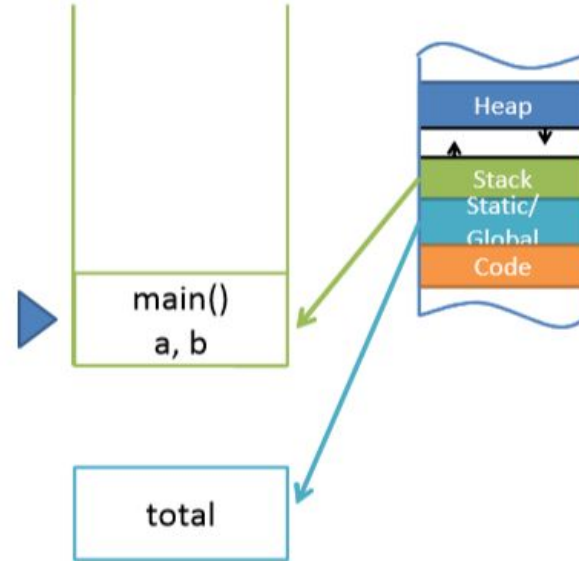 Heap
Stack
Static/
Global
Code
main()
a, b
total